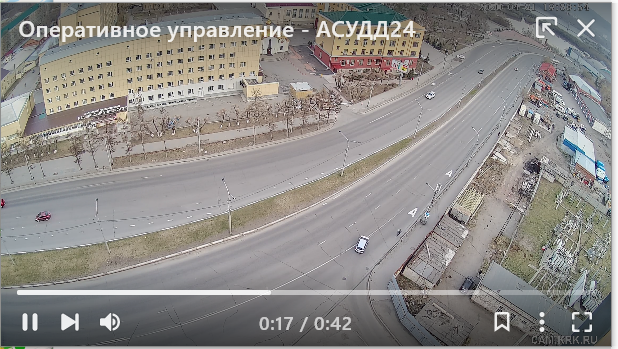 Оперативное управление - АСУДД24
А
А
0:17 / 0:42
CAM.KRK.RU